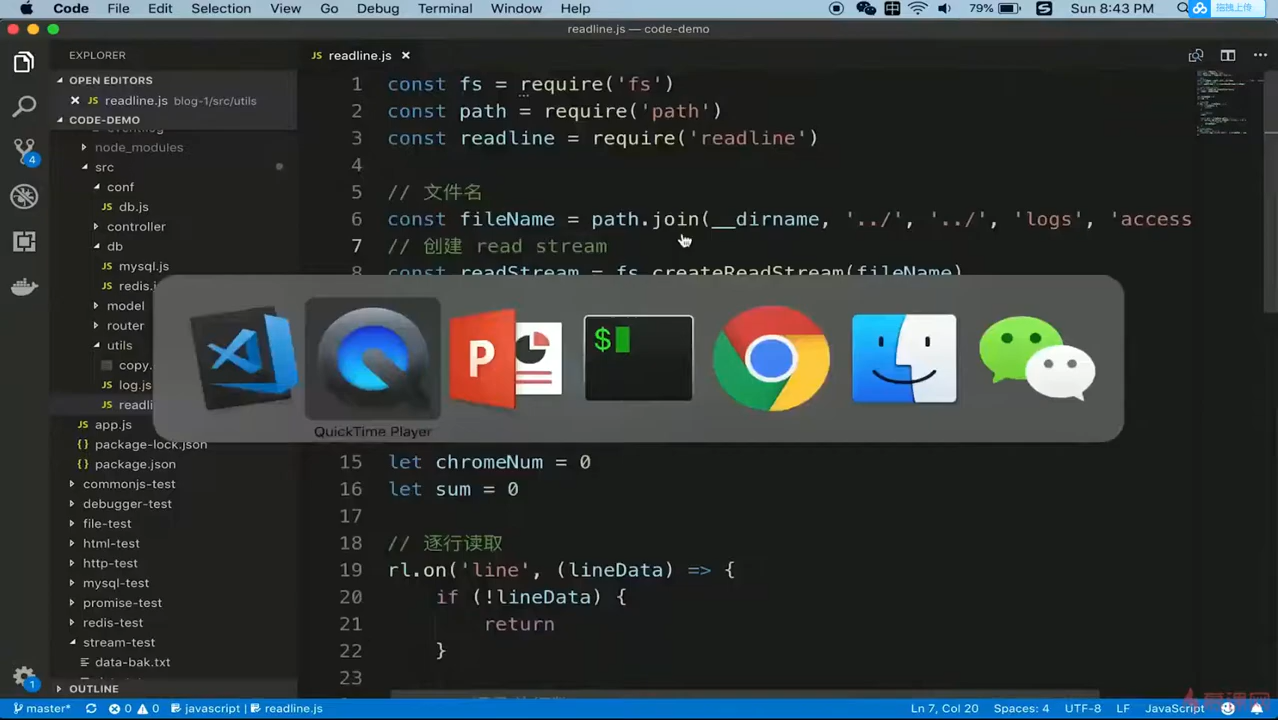 Code File Edit Selection View Go Debug Terminal Window Help 79% Sun 8:43 PM 拖拽上传
readline.js — code-demo
EXPLORER
OPEN EDITORS
readline.js blog-1/src/utils
CODE-DEMO
node_modules
src
conf
db.js
controller
db
mysql.js
redis.
model
router
utils
copy.
log.js
readli
app.js
package-lock.json
package.json
commonjs-test
debugger-test
file-test
html-test
http-test
mysql-test
promise-test
redis-test
stream-test
data-bak.txt
OUTLINE
JS readline.js
1 const fs = require('fs')
2 const path = require('path')
3 const readline = require('readline')
4
5 // 文件名
6 const fileName = path.join(__dirname, '../', '../', 'logs', 'access
7 // 创建 read stream
8 const readStream = fs.createReadStream(fileName)
$
P
QuickTime Player
15 let chromeNum = 0
16 let sum = 0
17
18 // 逐行读取
19 rl.on('line', (lineData) => {
20 if (!lineData) {
21 return
22 }
23
master* 0 0 javascript | readline.js Ln 7, Col 20 Spaces: 4 UTF-8 LF JavaScript
慕课网